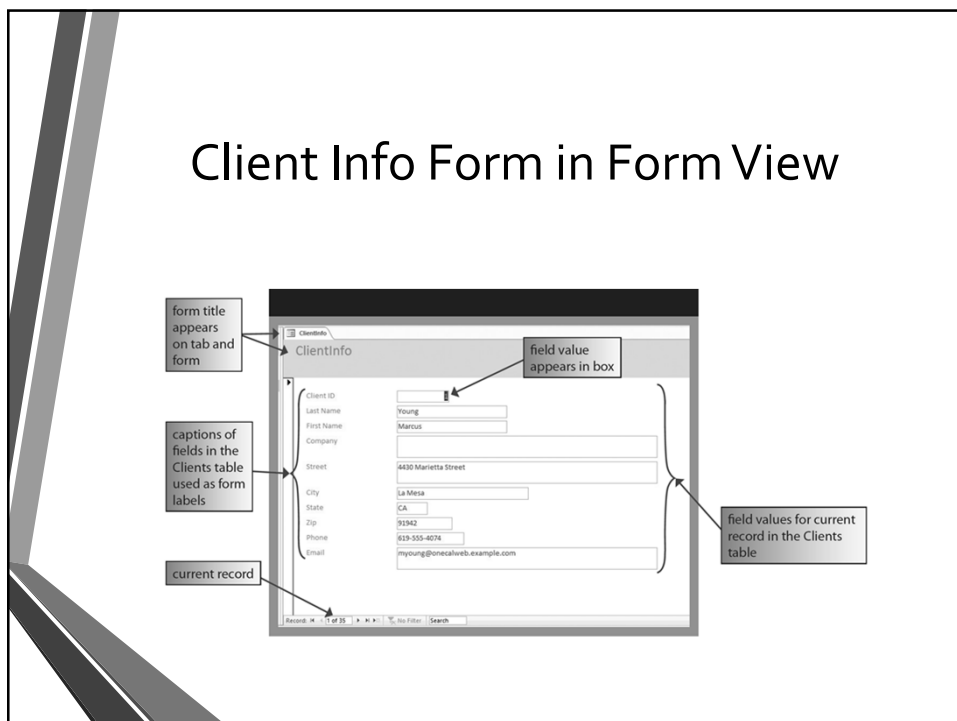 Client Info Form in Form View
form title
appears
on tab and
form
ClientInfo
ClientInfo
field value
appears in box
captions of
fields in the
Clients table
used as form
labels
Client ID
Last Name Young
First Name Marcus
Company
Street 4430 Marietta Street
City La Mesa
State CA
Zip 91942
Phone 619-555-4074
Email myoung@onecalweb.example.com
field values for current
record in the Clients
table
current record
Record: 1 of 35 No Filter Search